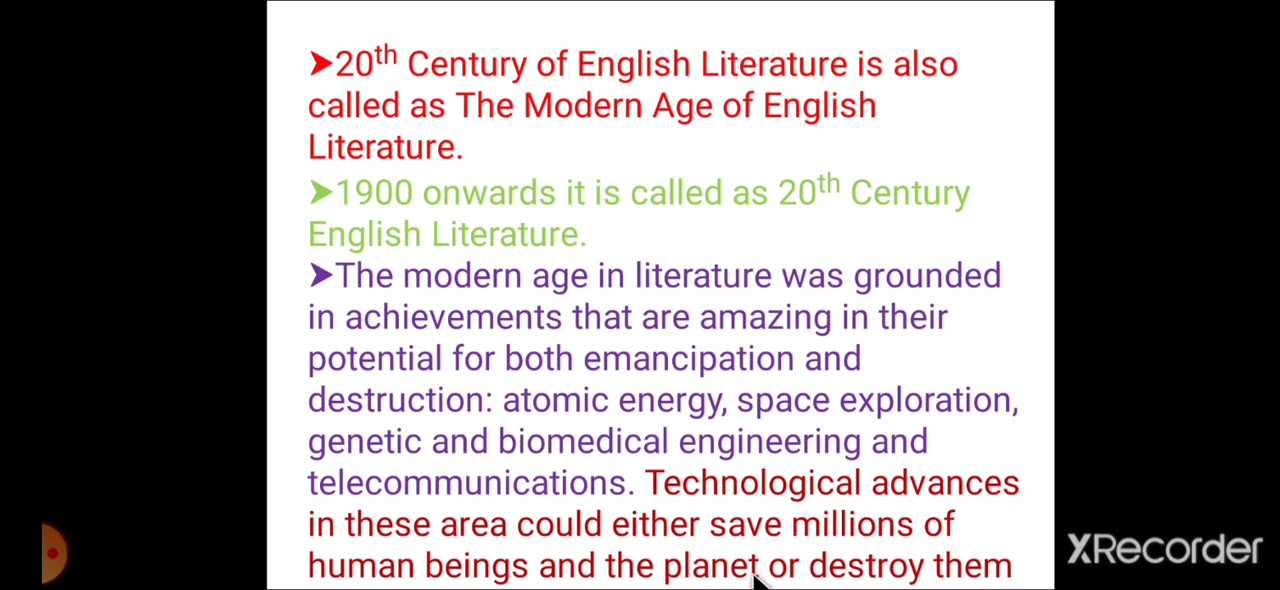 ➤20th Century of English Literature is also
called as The Modern Age of English
Literature.
➤1900 onwards it is called as 20th Century
English Literature.
➤The modern age in literature was grounded
in achievements that are amazing in their
potential for both emancipation and
destruction: atomic energy, space exploration,
genetic and biomedical engineering and
telecommunications. Technological advances
in these area could either save millions of
human beings and the planet or destroy them
XRecorder